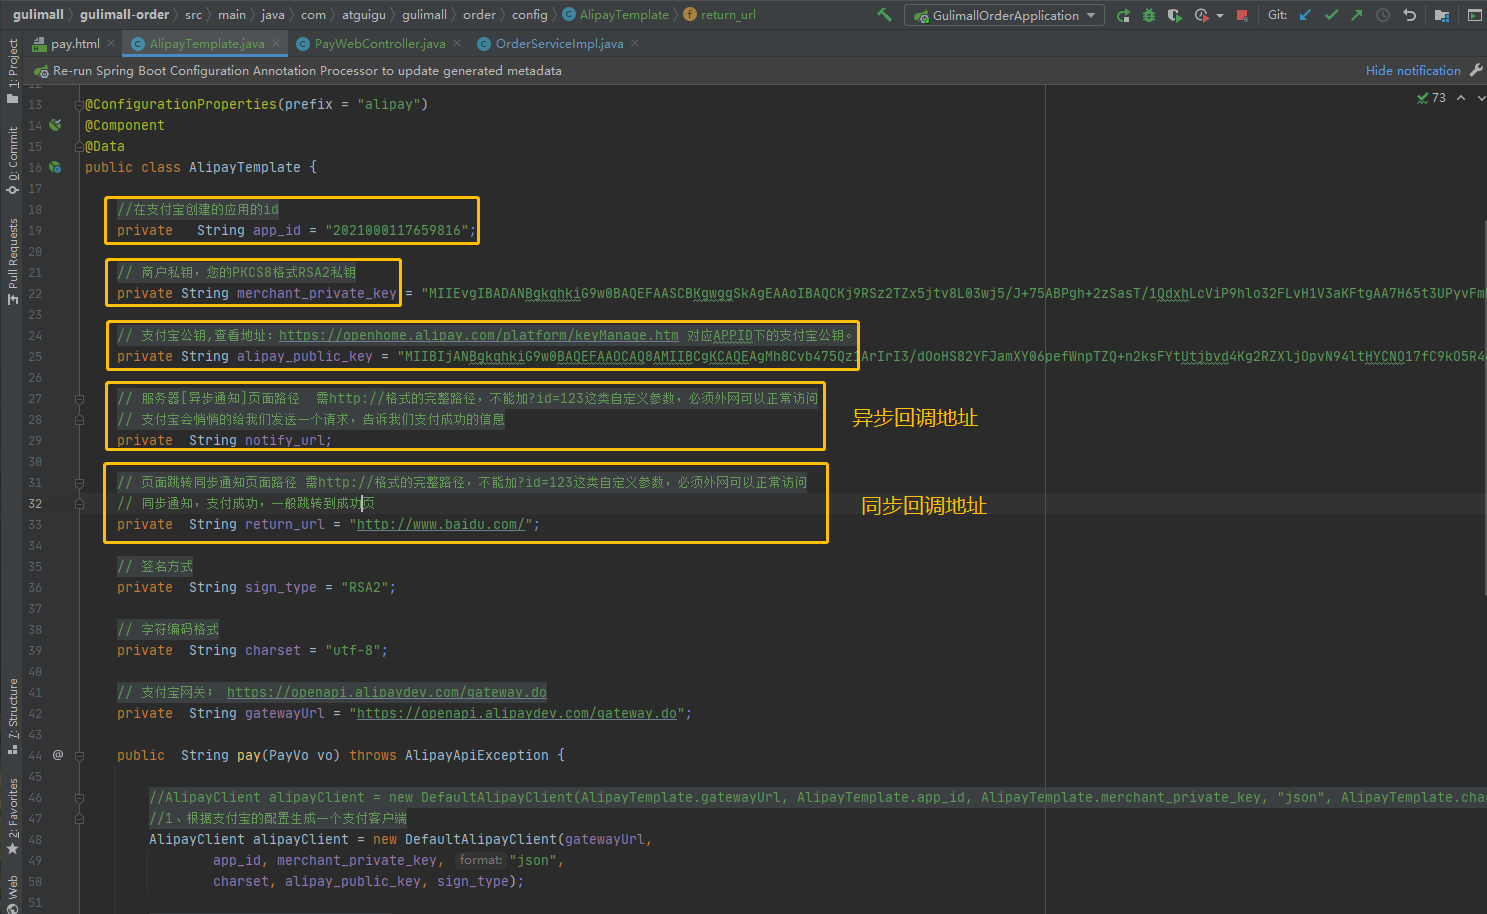 gulimall 〉 gulimall-order 〉 src 〉 main 〉 java 〉 com 〉 atguigu 〉 gulimall 〉 order 〉 config 〉 AlipayTemplate 〉 return_url
GulimallOrderApplication
Git:
pay.html
AlipayTemplate.java
PayWebController.java
OrderServiceImpl.java
Re-run Spring Boot Configuration Annotation Processor to update generated metadata
Hide notification
73
1: Project
0: Commit
Pull Requests
7: Structure
2: Favorites
Web
12
13 @ConfigurationProperties(prefix = "alipay")
14 @Component
15 @Data
16 public class AlipayTemplate {
17
18 //在支付宝创建的应用的id
19 private String app_id = "2021000117659816";
20
21 // 商户私钥，您的PKCS8格式RSA2私钥
22 private String merchant_private_key = "MIIEvgIBADANBgkqhkiG9w0BAQEFAASCBKgwggSkAgEAAoIBAQCKj9RSz2TZx5jtv8L03wj5/J+75ABPgh+2zSasT/1QdxhLcViP9hlo32FLvH1V3aKFtgAA7H65t3UPyvFm
23
24 // 支付宝公钥,查看地址：https://openhome.alipay.com/platform/keyManage.htm 对应APPID下的支付宝公钥。
25 private String alipay_public_key =
26
27 // 服务器[异步通知]页面路径 需http://格式的完整路径，不能加?id=123这类自定义参数，必须外网可以正常访问
28 // 支付宝会悄悄的给我们发送一个请求，告诉我们支付成功的信息
29 private String notify_url;
异步回调地址
30
31 // 页面跳转同步通知页面路径 需http://格式的完整路径，不能加?id=123这类自定义参数，必须外网可以正常访问
32 // 同步通知，支付成功，一般跳转到成功页
33 private String return_url = "http://www.baidu.com/";
同步回调地址
34
35 // 签名方式
36 private String sign_type = "RSA2";
37
38 // 字符编码格式
39 private String charset = "utf-8";
40
41 // 支付宝网关； https://openapi.alipaydev.com/gateway.do
42 private String gatewayUrl = "https://openapi.alipaydev.com/gateway.do";
43
44 @ public String pay(PayVo vo) throws AlipayApiException {
45
46 //AlipayClient alipayClient = new DefaultAlipayClient(AlipayTemplate.gatewayUrl, AlipayTemplate.app_id, AlipayTemplate.merchant_private_key, "json", AlipayTemplate.cha
47 //1、根据支付宝的配置生成一个支付客户端
48 AlipayClient alipayClient = new DefaultAlipayClient(gatewayUrl,
49 app_id, merchant_private_key, format: "json",
50 charset, alipay_public_key, sign_type);
51